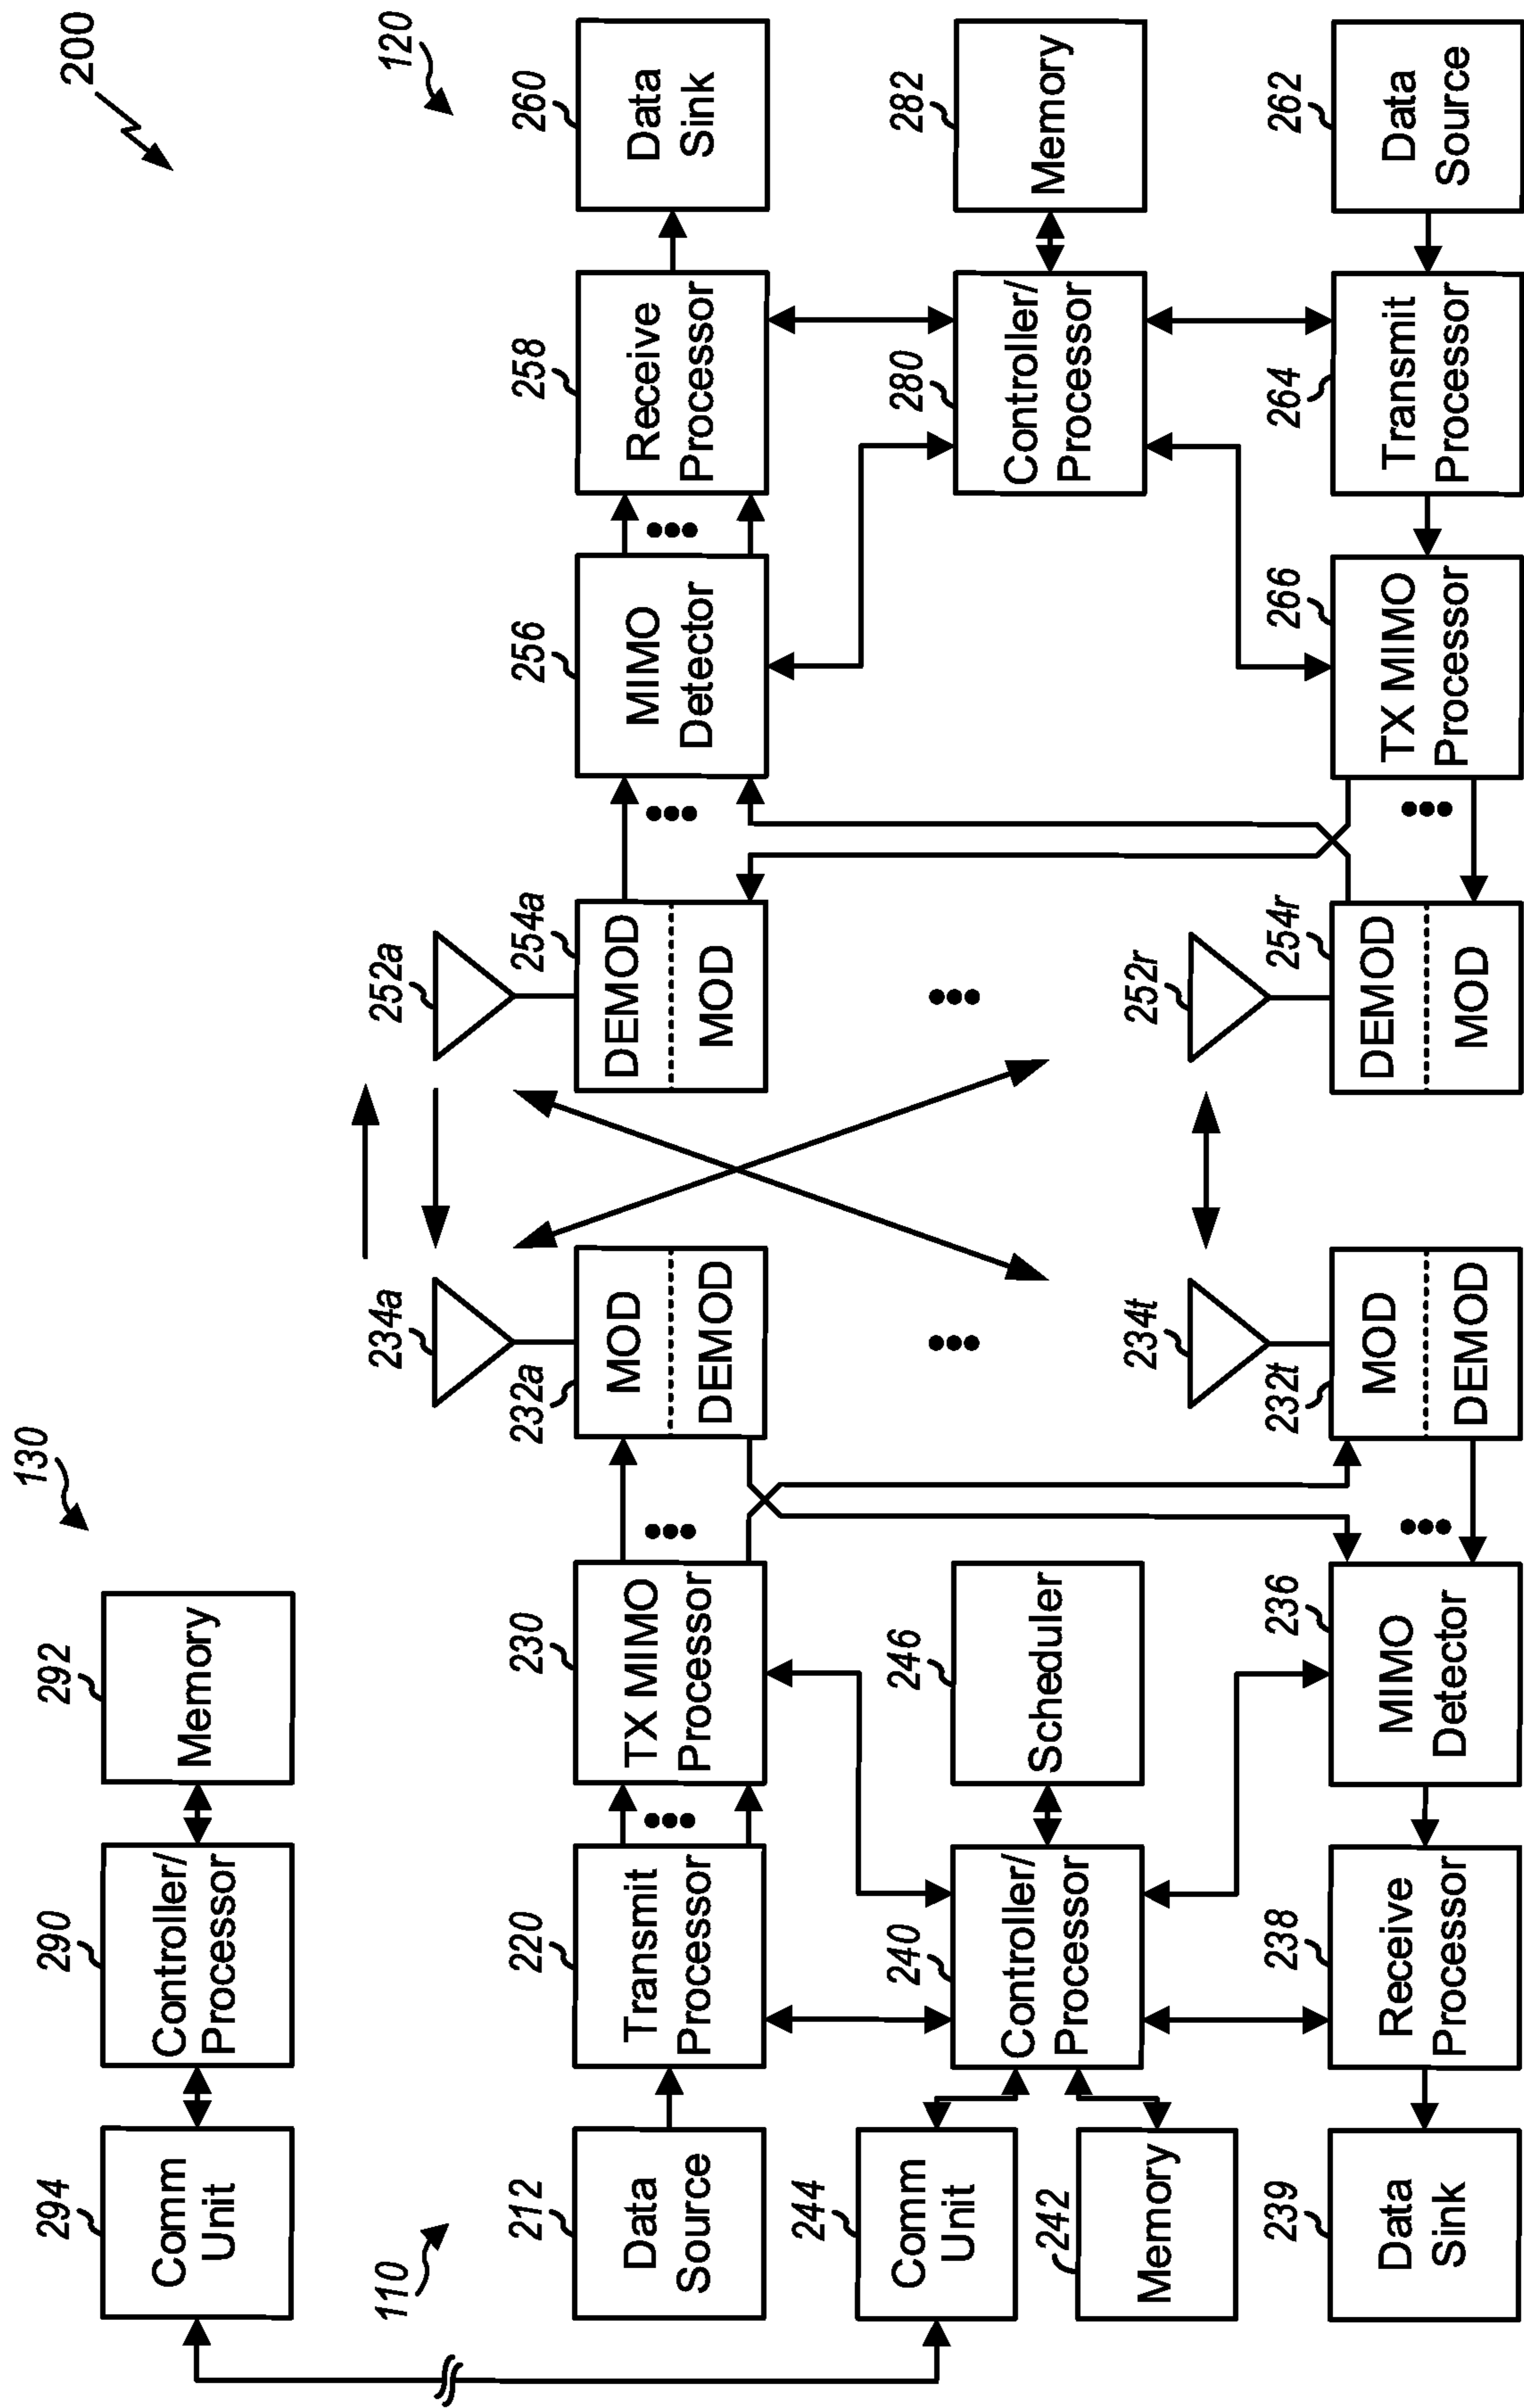 200
130
294
Comm
Unit
290
Controller/
Processor
292
Memory
110
120
212
Data
Source
220
Transmit
Processor
230
TX MIMO
Processor
232a
MOD
DEMOD
234a
252a
254a
DEMOD
MOD
256
MIMO
Detector
258
Receive
Processor
260
Data
Sink
244
Comm
Unit
242
Memory
240
Controller/
Processor
246
Scheduler
280
Controller/
Processor
282
Memory
239
Data
Sink
238
Receive
Processor
236
MIMO
Detector
232t
MOD
DEMOD
234t
252r
254r
DEMOD
MOD
266
TX MIMO
Processor
264
Transmit
Processor
262
Data
Source